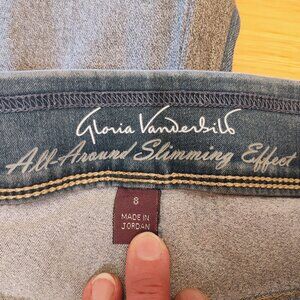 Gloria Vanderbilt
All-Around Slimming Effect
8
MADE IN
JORDAN